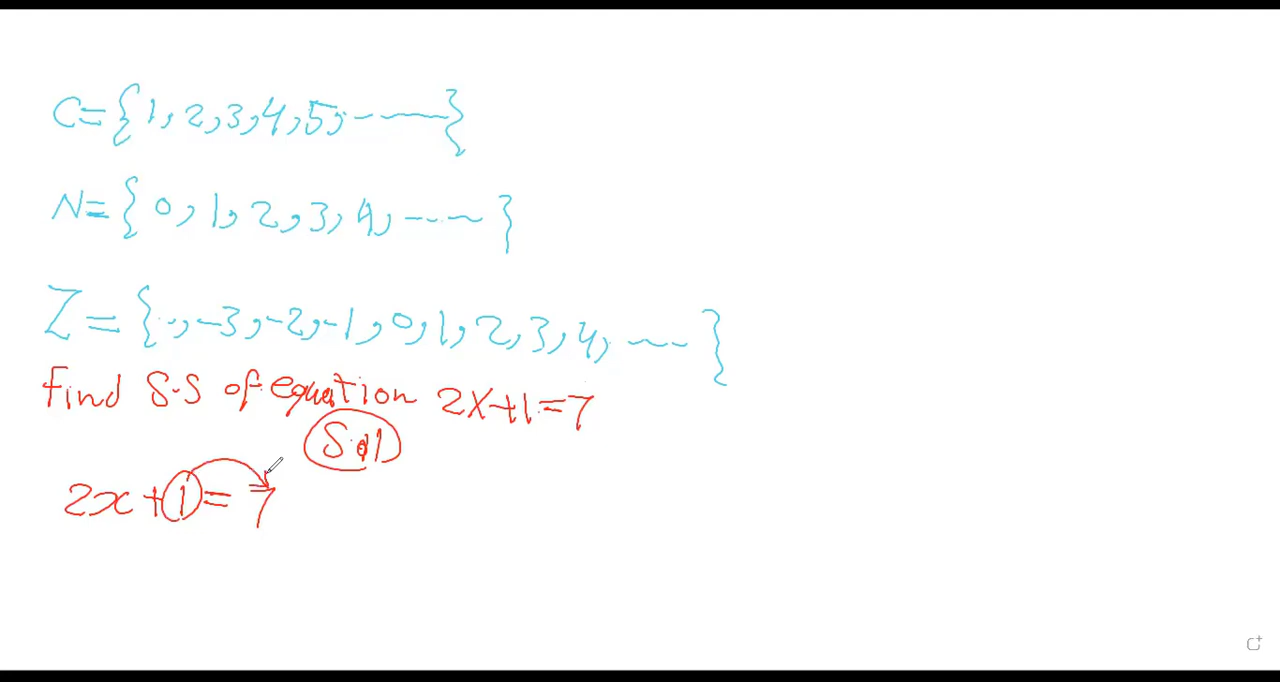 C={1,2,3,4,5,------}
N={0,1,2,3,4,-----}
Z={..,-3,-2,-1,0,1,2,3,4,-----}
Find S.S of equation 2x+1=7
Sol
2x+1=7